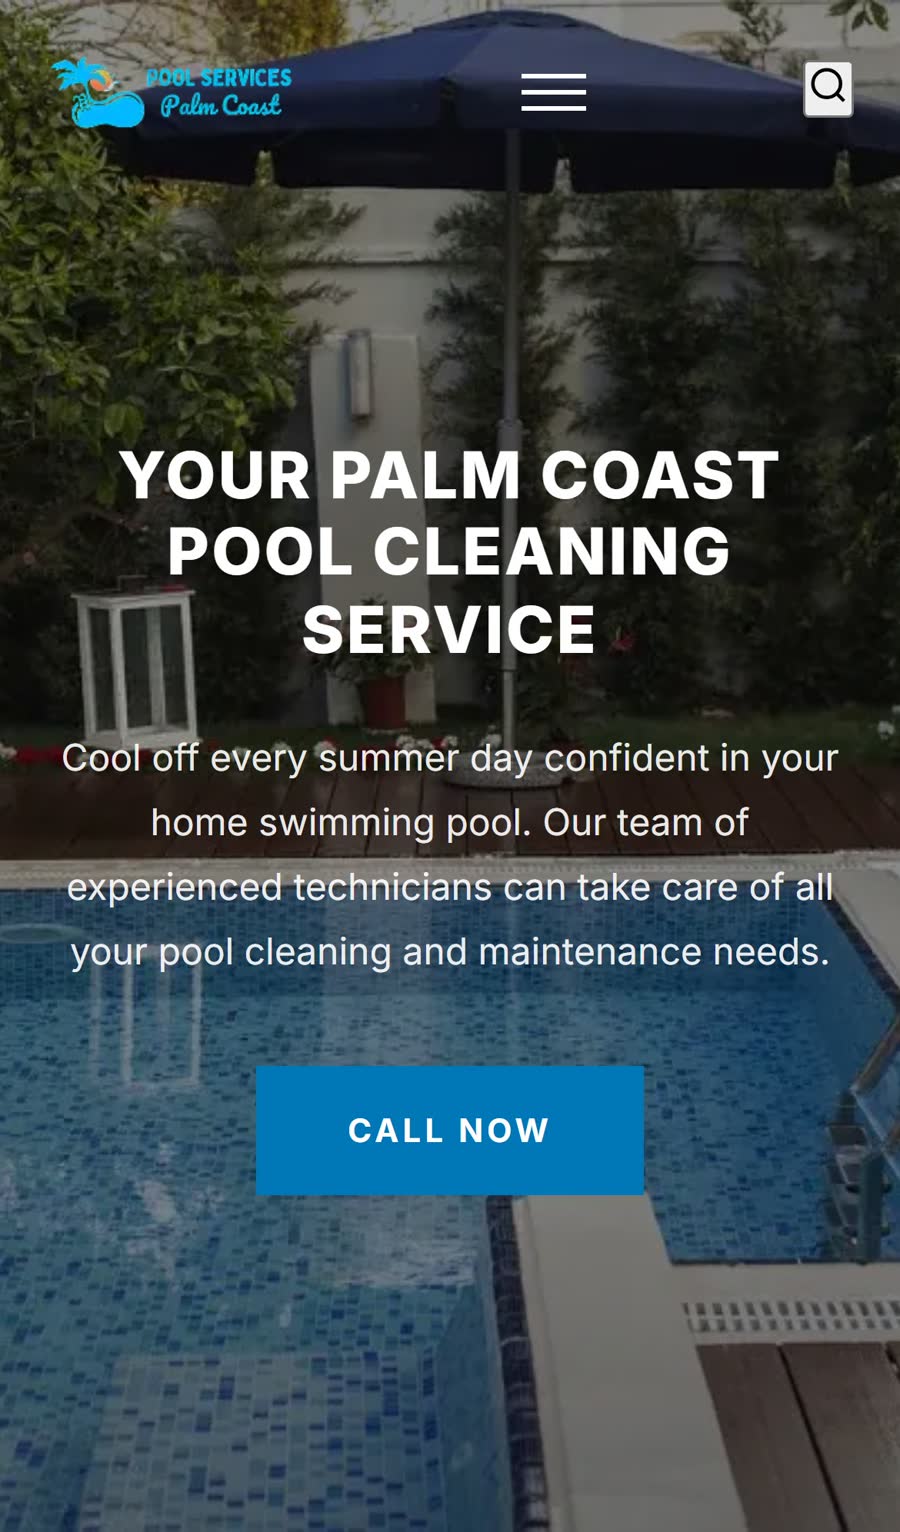 POOL SERVICES
Palm Coast
YOUR PALM COAST
POOL CLEANING
SERVICE
Cool off every summer day confident in your
home swimming pool. Our team of
experienced technicians can take care of all
your pool cleaning and maintenance needs.
CALL NOW